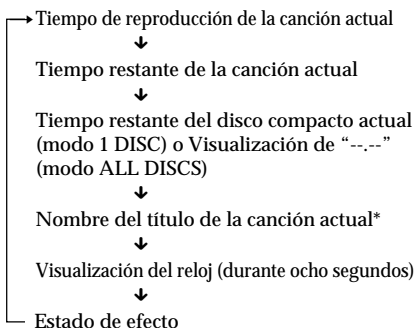 Tiempo de reproducción de la canción actual
Tiempo restante de la canción actual
Tiempo restante del disco compacto actual
(modo 1 DISC) o Visualización de “--.--”
(modo ALL DISCS)
Nombre del título de la canción actual*
Visualización del reloj (durante ocho segundos)
Estado de efecto